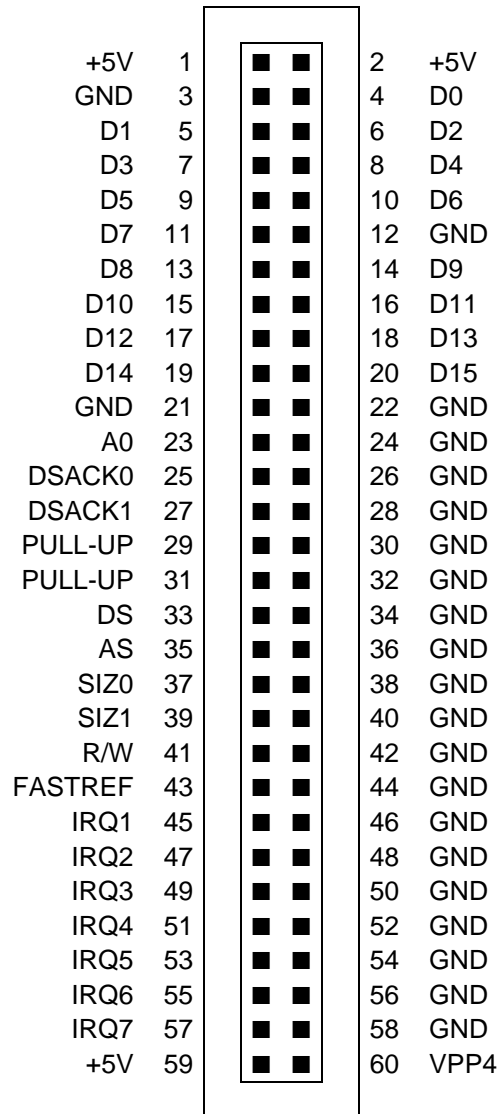 +5V 1 2 +5V
GND 3 4 D0
D1 5 6 D2
D3 7 8 D4
D5 9 10 D6
D7 11 12 GND
D8 13 14 D9
D10 15 16 D11
D12 17 18 D13
D14 19 20 D15
GND 21 22 GND
A0 23 24 GND
DSACK0 25 26 GND
DSACK1 27 28 GND
PULL-UP 29 30 GND
PULL-UP 31 32 GND
DS 33 34 GND
AS 35 36 GND
SIZ0 37 38 GND
SIZ1 39 40 GND
R/W 41 42 GND
FASTREF 43 44 GND
IRQ1 45 46 GND
IRQ2 47 48 GND
IRQ3 49 50 GND
IRQ4 51 52 GND
IRQ5 53 54 GND
IRQ6 55 56 GND
IRQ7 57 58 GND
+5V 59 60 VPP4